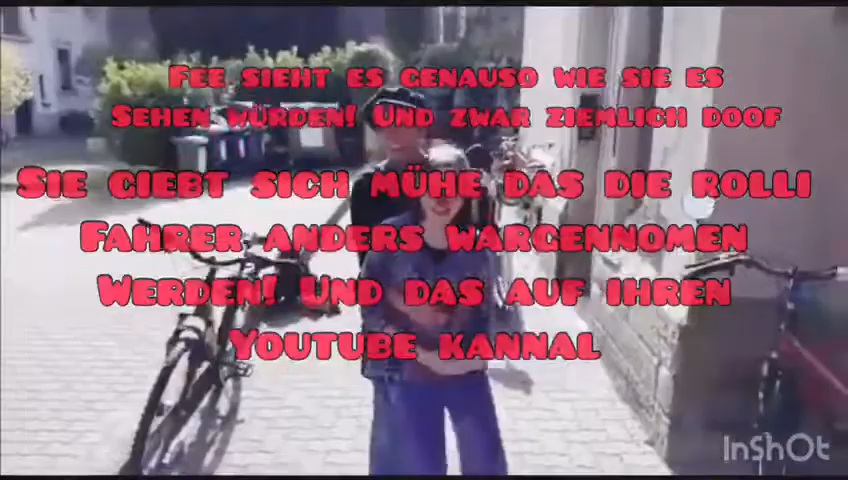 Fee sieht es genauso wie sie es
Sehen würden! Und zwar ziemlich doof
Sie giebt sich mühe das die rolli
Fahrer anders wargennomen
Werden! Und das auf ihren
Youtube kannal
InShOt